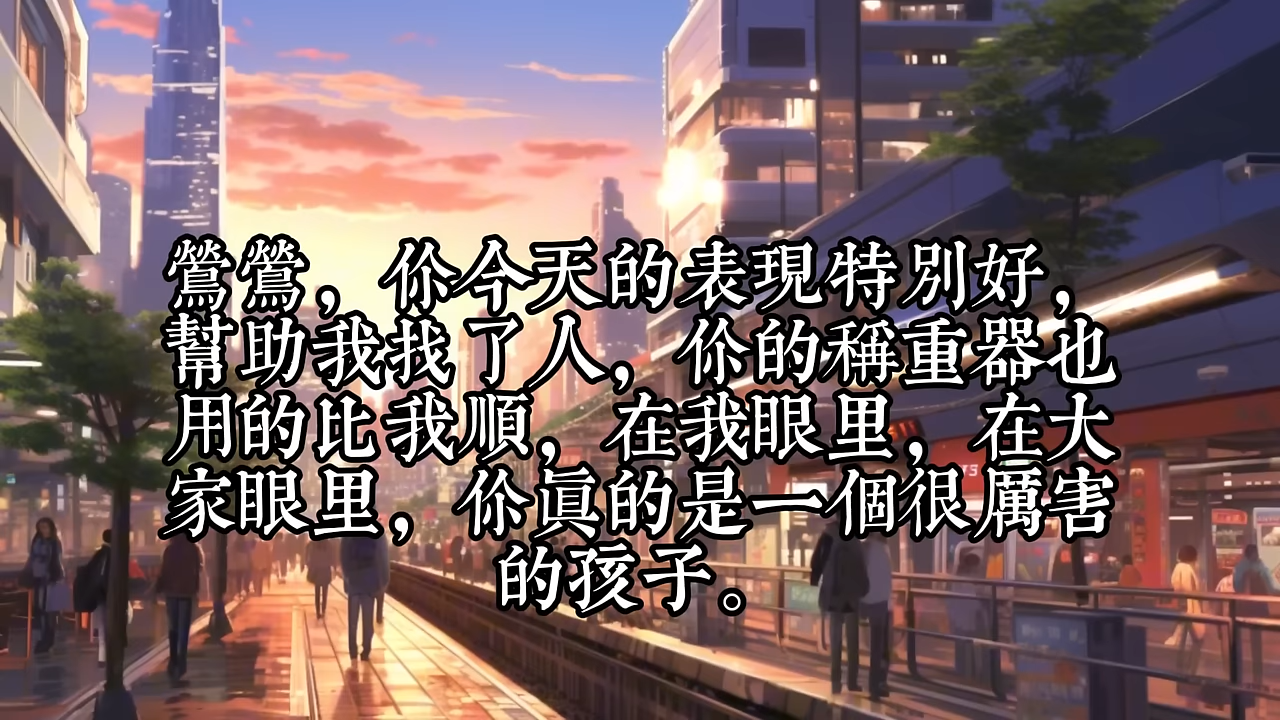 鶯鶯，你今天的表現特別好，
幫助我找了人，你的稱重器也
用的比我順，在我眼里，在大
家眼里，你眞的是一個很厲害
的孩子。